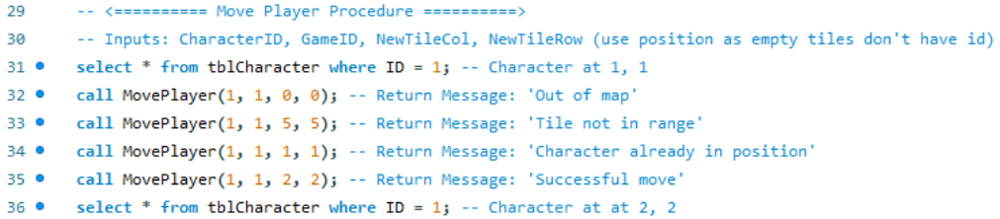 29 -- <========== Move Player Procedure ==========>
30 -- Inputs: CharacterID, GameID, NewTileCol, NewTileRow (use position as empty tiles don't have id)
31 select * from tblCharacter where ID = 1; -- Character at 1, 1
32 call MovePlayer(1, 1, 0, 0); -- Return Message: 'Out of map'
33 call MovePlayer(1, 1, 5, 5); -- Return Message: 'Tile not in range'
34 call MovePlayer(1, 1, 1, 1); -- Return Message: 'Character already in position'
35 call MovePlayer(1, 1, 2, 2); -- Return Message: 'Successful move'
36 select * from tblCharacter where ID = 1; -- Character at at 2, 2